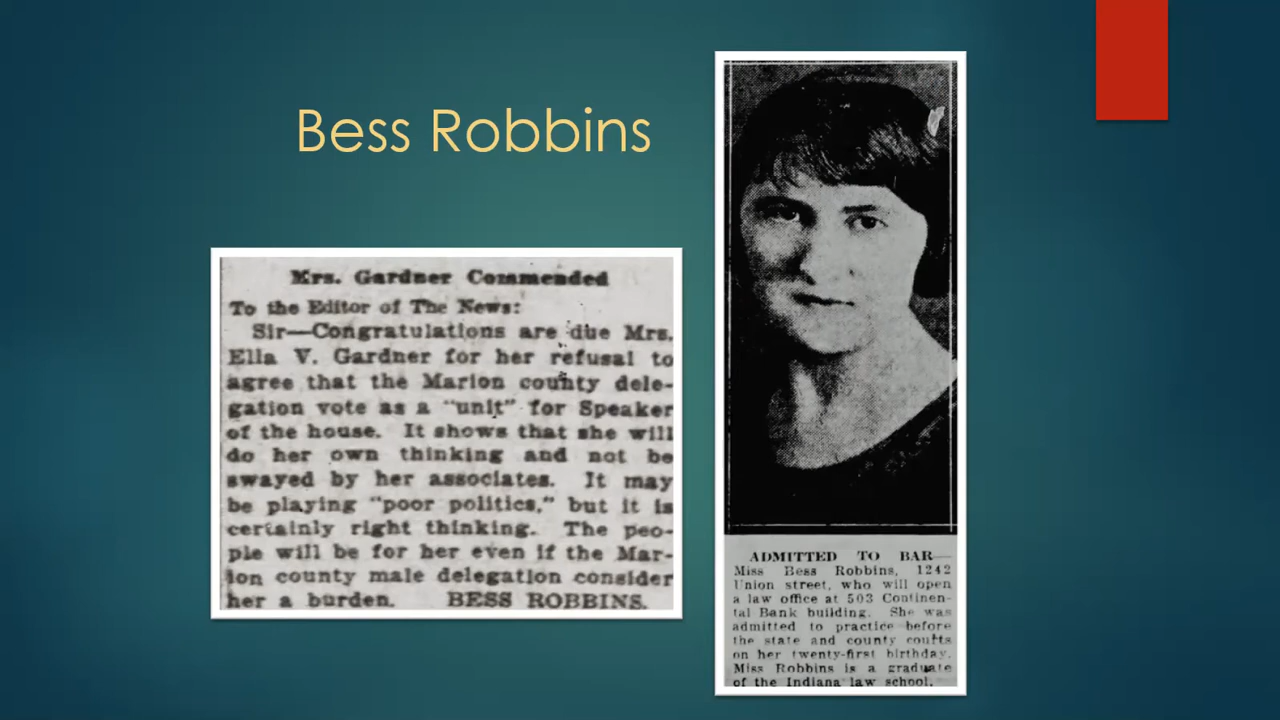 Bess Robbins
Mrs. Gardner Commended
To the Editor of The News:
Sir—Congratulations are due Mrs.
Ella V. Gardner for her refusal to
agree that the Marion county dele-
gation vote as a "unit" for Speaker
of the house. It shows that she will
do her own thinking and not be
swayed by her associates. It may
be playing "poor politics," but it is
certainly right thinking. The peo-
ple will be for her even if the Mar-
ion county male delegation consider
her a burden. BESS ROBBINS.
ADMITTED TO BAR—
Miss Bess Robbins, 1242
Union street, who will open
a law office at 503 Continen-
tal Bank building. She was
admitted to practice before
the state and county courts
on her twenty-first birthday.
Miss Robbins is a graduate
of the Indiana law school.